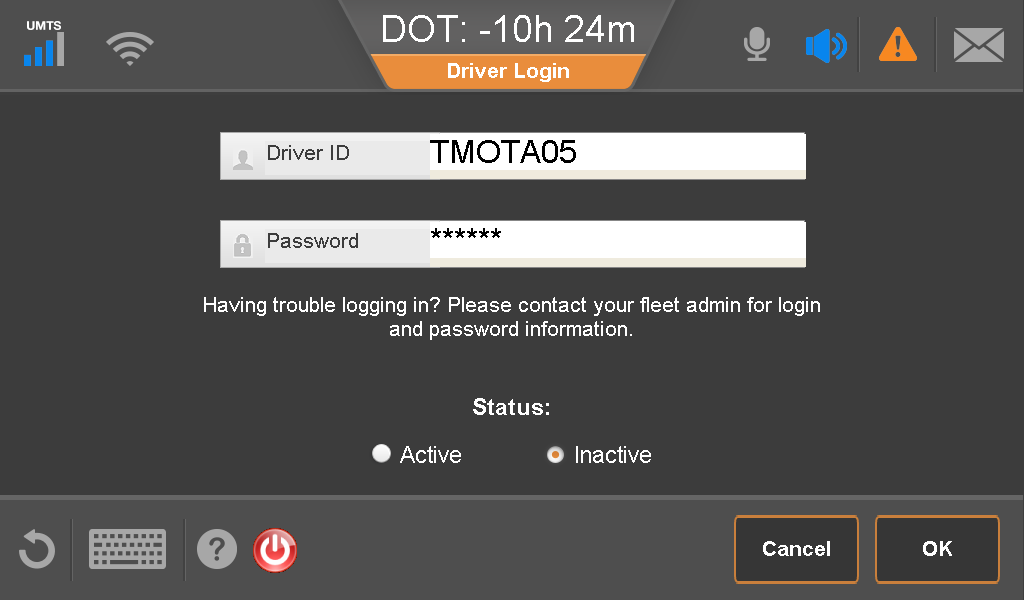 UMTS
DOT: -10h 24m
Driver Login
Driver ID
TMOTA05
Password
******
Having trouble logging in? Please contact your fleet admin for login
and password information.
Status:
Active
Inactive
?
Cancel
OK